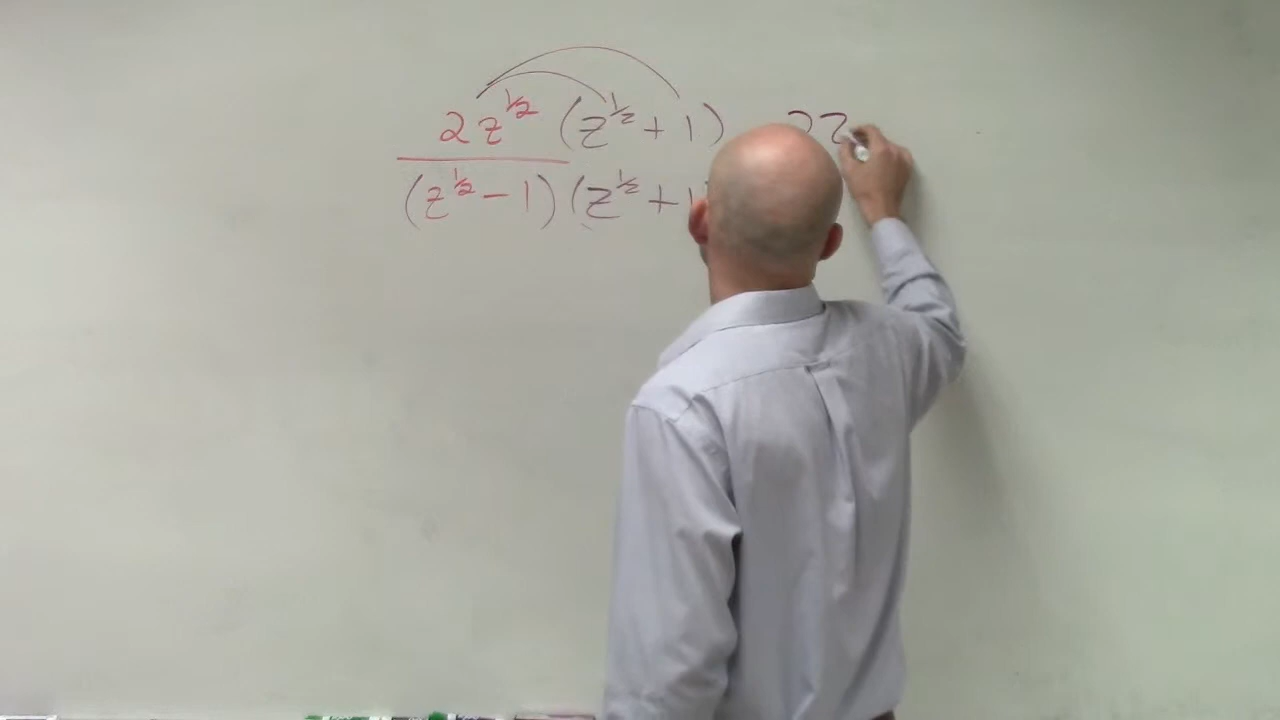 2z^{1/2} (z^{1/2} + 1) 2z
(z^{1/2} - 1) (z^{1/2} + 1